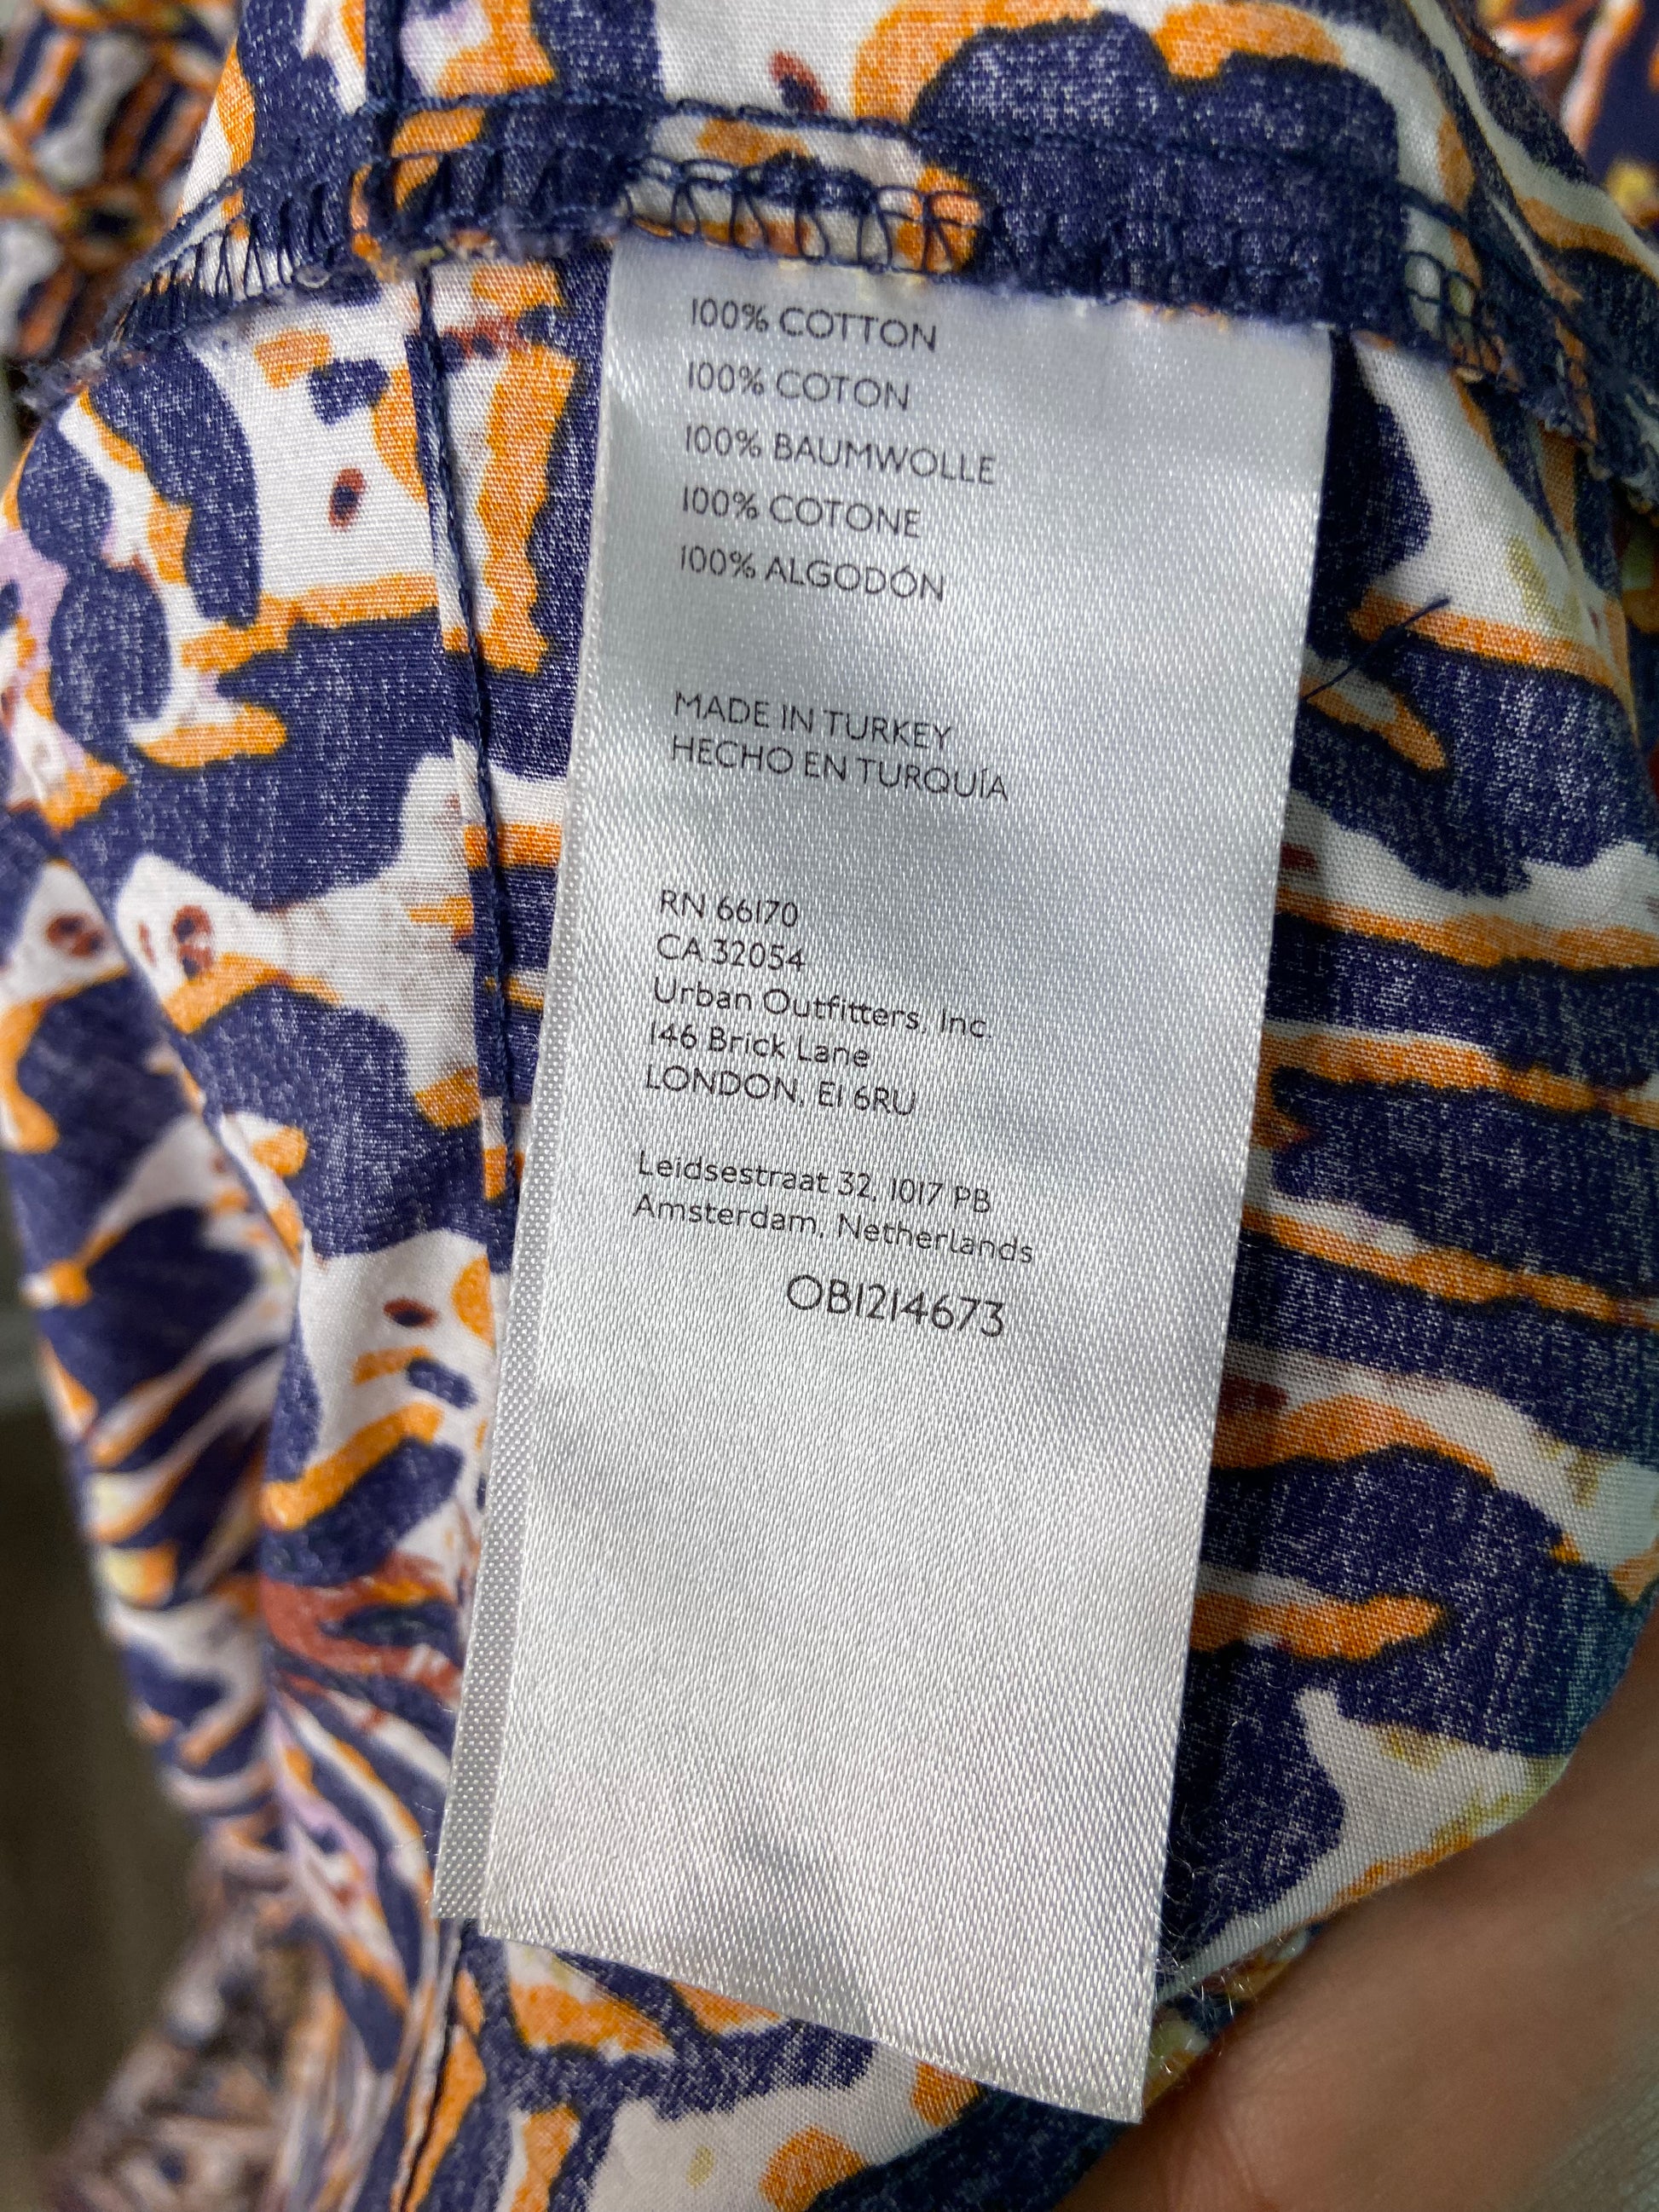 100% COTTON
100% COTON
100% BAUMWOLLE
100% COTONE
100% ALGODÓN
MADE IN TURKEY
HECHO EN TURQUÍA
RN 66170
CA 32054
Urban Outfitters, Inc.
146 Brick Lane
LONDON, E1 6RU
Leidsestraat 32, 1017 PB
Amsterdam, Netherlands
OB1214673